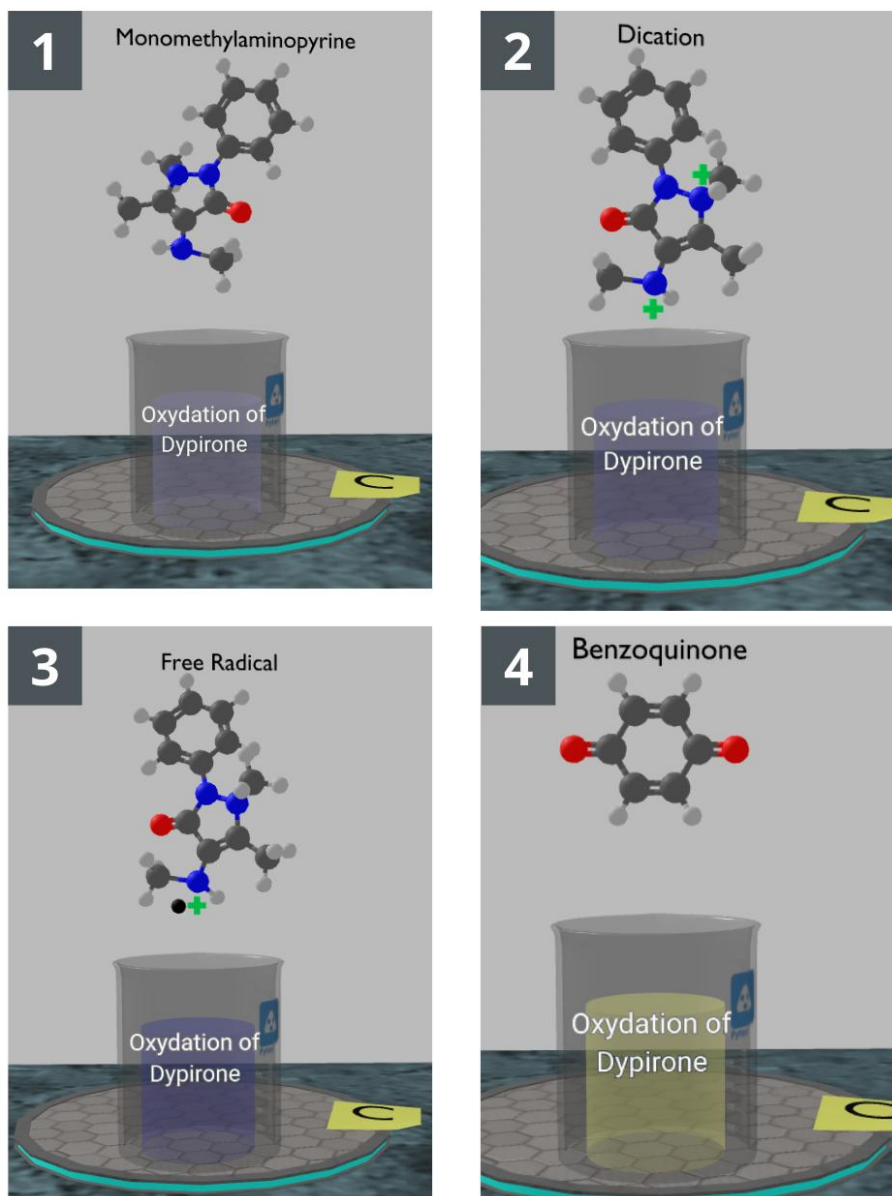 1
Monomethylaminopyrine
Oxydation of
Dypirone
C
2
Dication
Oxydation of
Dypirone
C
3
Free Radical
Oxydation of
Dypirone
C
4
Benzoquinone
Oxydation of
Dypirone
C